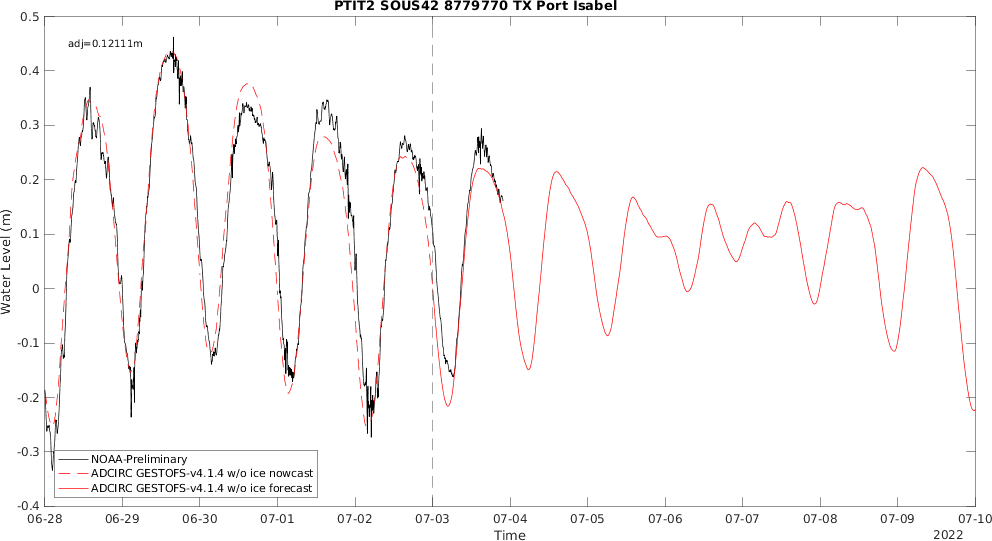 PTIT2 SOUS42 8779770 TX Port Isabel
adj=0.12111m
0.5
0.4
0.3
0.2
0.1
0
-0.1
-0.2
-0.3
-0.4
Water Level (m)
NOAA-Preliminary
ADCIRC GESTOFS-v4.1.4 w/o ice nowcast
ADCIRC GESTOFS-v4.1.4 w/o ice forecast
06-28 06-29 06-30 07-01 07-02 07-03 07-04 07-05 07-06 07-07 07-08 07-09 07-10
Time
2022